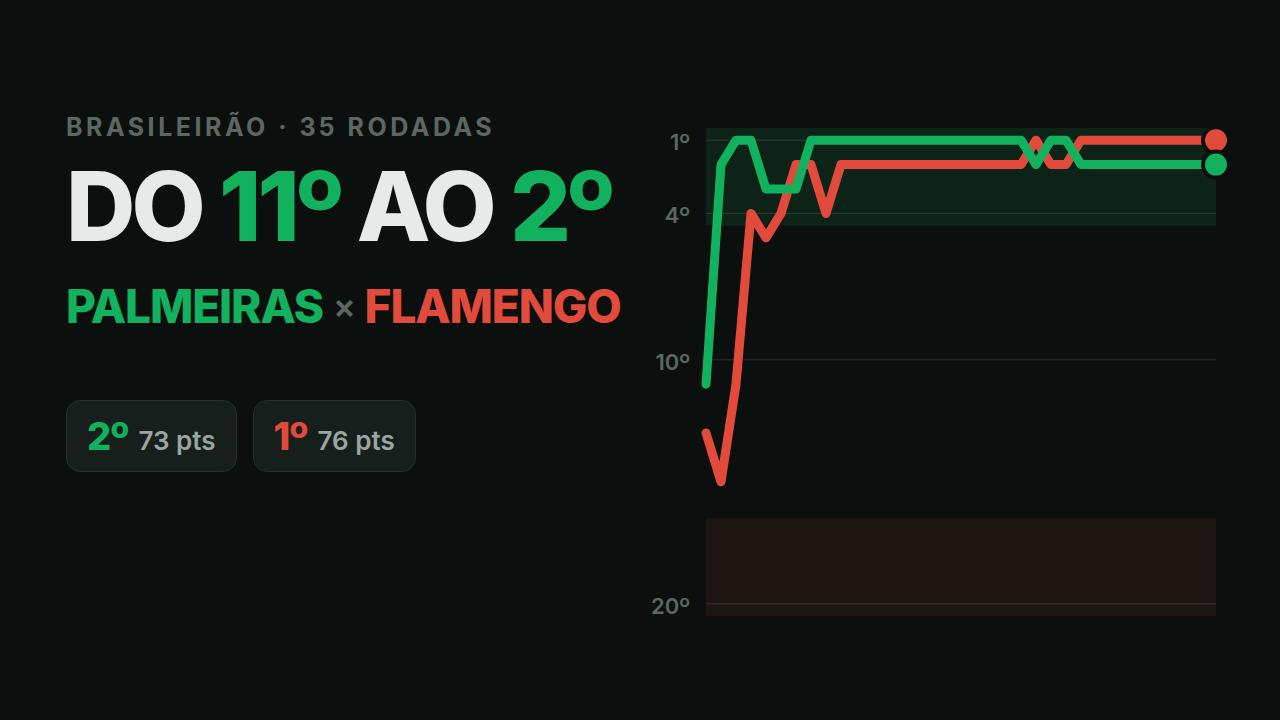 BRASILEIRÃO · 35 RODADAS
DO 11º AO 2º
PALMEIRAS × FLAMENGO
2º 73 pts
1º 76 pts
1º
4º
10º
20º